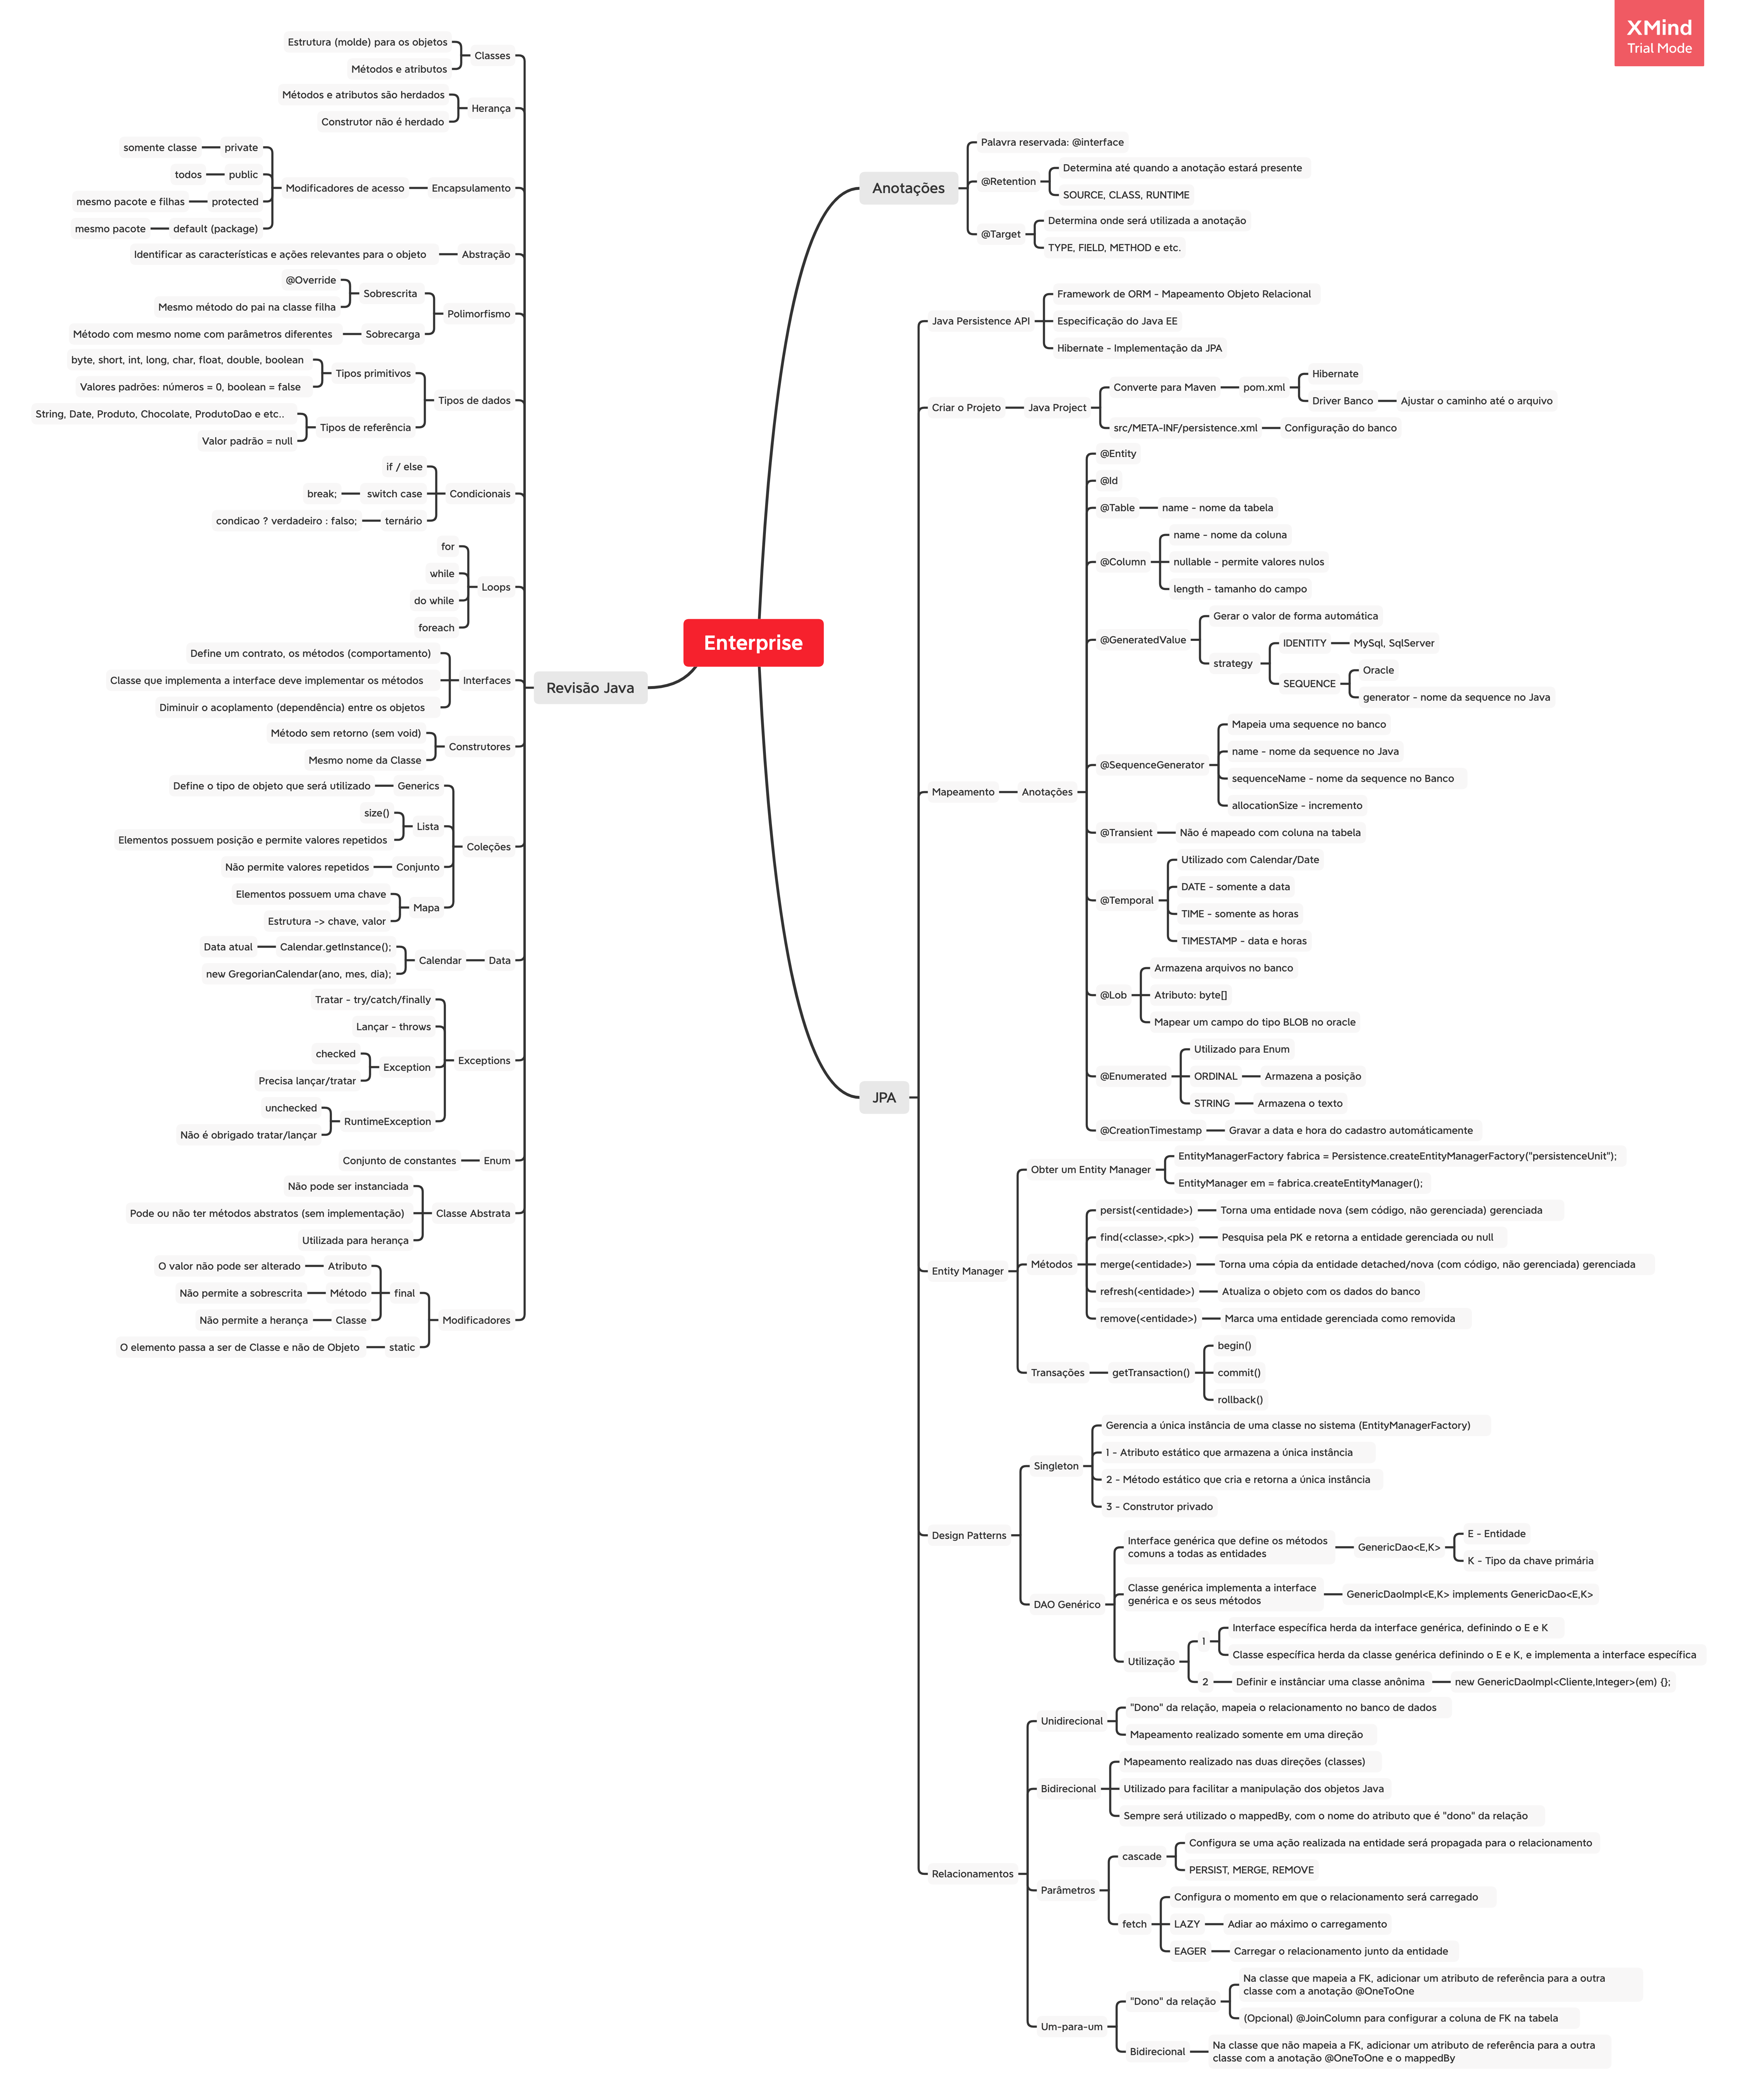 XMind
Trial Mode
Enterprise
Revisão Java
Classes
Estrutura (molde) para os objetos
Métodos e atributos
Herança
Métodos e atributos são herdados
Construtor não é herdado
Encapsulamento
Modificadores de acesso
private
somente classe
public
todos
protected
mesmo pacote e filhas
default (package)
mesmo pacote
Abstração
Identificar as características e ações relevantes para o objeto
Polimorfismo
Sobrescrita
@Override
Mesmo método do pai na classe filha
Sobrecarga
Método com mesmo nome com parâmetros diferentes
Tipos de dados
Tipos primitivos
byte, short, int, long, char, float, double, boolean
Valores padrões: números = 0, boolean = false
Tipos de referência
String, Date, Produto, Chocolate, ProdutoDao e etc..
Valor padrão = null
Condicionais
if / else
switch case
break;
ternário
condicao ? verdadeiro : falso;
Loops
for
while
do while
foreach
Interfaces
Define um contrato, os métodos (comportamento)
Classe que implementa a interface deve implementar os métodos
Diminuir o acoplamento (dependência) entre os objetos
Construtores
Método sem retorno (sem void)
Mesmo nome da Classe
Coleções
Generics
Define o tipo de objeto que será utilizado
Lista
size()
Elementos possuem posição e permite valores repetidos
Conjunto
Não permite valores repetidos
Mapa
Elementos possuem uma chave
Estrutura -> chave, valor
Data
Calendar
Calendar.getInstance();
Data atual
new GregorianCalendar(ano, mes, dia);
Exceptions
Tratar - try/catch/finally
Lançar - throws
Exception
checked
Precisa lançar/tratar
RuntimeException
unchecked
Não é obrigado tratar/lançar
Enum
Conjunto de constantes
Classe Abstrata
Não pode ser instanciada
Pode ou não ter métodos abstratos (sem implementação)
Utilizada para herança
Modificadores
final
Atributo
O valor não pode ser alterado
Método
Não permite a sobrescrita
Classe
Não permite a herança
static
O elemento passa a ser de Classe e não de Objeto
Anotações
Palavra reservada: @interface
@Retention
Determina até quando a anotação estará presente
SOURCE, CLASS, RUNTIME
@Target
Determina onde será utilizada a anotação
TYPE, FIELD, METHOD e etc.
JPA
Java Persistence API
Framework de ORM - Mapeamento Objeto Relacional
Especificação do Java EE
Hibernate - Implementação da JPA
Criar o Projeto
Java Project
Converte para Maven
pom.xml
Hibernate
Driver Banco
Ajustar o caminho até o arquivo
src/META-INF/persistence.xml
Configuração do banco
Mapeamento
Anotações
@Entity
@Id
@Table
name - nome da tabela
@Column
name - nome da coluna
nullable - permite valores nulos
length - tamanho do campo
@GeneratedValue
Gerar o valor de forma automática
strategy
IDENTITY
MySql, SqlServer
SEQUENCE
Oracle
generator - nome da sequence no Java
@SequenceGenerator
Mapeia uma sequence no banco
name - nome da sequence no Java
sequenceName - nome da sequence no Banco
allocationSize - incremento
@Transient
Não é mapeado com coluna na tabela
@Temporal
Utilizado com Calendar/Date
DATE - somente a data
TIME - somente as horas
TIMESTAMP - data e horas
@Lob
Armazena arquivos no banco
Atributo: byte[]
Mapear um campo do tipo BLOB no oracle
@Enumerated
Utilizado para Enum
ORDINAL
Armazena a posição
STRING
Armazena o texto
@CreationTimestamp
Gravar a data e hora do cadastro automáticamente
Entity Manager
Obter um Entity Manager
EntityManagerFactory fabrica = Persistence.createEntityManagerFactory("persistenceUnit");
EntityManager em = fabrica.createEntityManager();
Métodos
persist(<entidade>)
Torna uma entidade nova (sem código, não gerenciada) gerenciada
find(<classe>,<pk>)
Pesquisa pela PK e retorna a entidade gerenciada ou null
merge(<entidade>)
Torna uma cópia da entidade detached/nova (com código, não gerenciada) gerenciada
refresh(<entidade>)
Atualiza o objeto com os dados do banco
remove(<entidade>)
Marca uma entidade gerenciada como removida
Transações
getTransaction()
begin()
commit()
rollback()
Design Patterns
Singleton
Gerencia a única instância de uma classe no sistema (EntityManagerFactory)
1 - Atributo estático que armazena a única instância
2 - Método estático que cria e retorna a única instância
3 - Construtor privado
DAO Genérico
Interface genérica que define os métodos
comuns a todas as entidades
GenericDao<E,K>
E - Entidade
K - Tipo da chave primária
Classe genérica implementa a interface
genérica e os seus métodos
GenericDaoImpl<E,K> implements GenericDao<E,K>
Utilização
1
Interface específica herda da interface genérica, definindo o E e K
Classe específica herda da classe genérica definindo o E e K, e implementa a interface específica
2
Definir e instânciar uma classe anônima
new GenericDaoImpl<Cliente,Integer>(em) {};
Relacionamentos
Unidirecional
"Dono" da relação, mapeia o relacionamento no banco de dados
Mapeamento realizado somente em uma direção
Bidirecional
Mapeamento realizado nas duas direções (classes)
Utilizado para facilitar a manipulação dos objetos Java
Sempre será utilizado o mappedBy, com o nome do atributo que é "dono" da relação
Parâmetros
cascade
Configura se uma ação realizada na entidade será propagada para o relacionamento
PERSIST, MERGE, REMOVE
fetch
Configura o momento em que o relacionamento será carregado
LAZY
Adiar ao máximo o carregamento
EAGER
Carregar o relacionamento junto da entidade
Um-para-um
"Dono" da relação
Na classe que mapeia a FK, adicionar um atributo de referência para a outra
classe com a anotação @OneToOne
(Opcional) @JoinColumn para configurar a coluna de FK na tabela
Bidirecional
Na classe que não mapeia a FK, adicionar um atributo de referência para a outra
classe com a anotação @OneToOne e o mappedBy